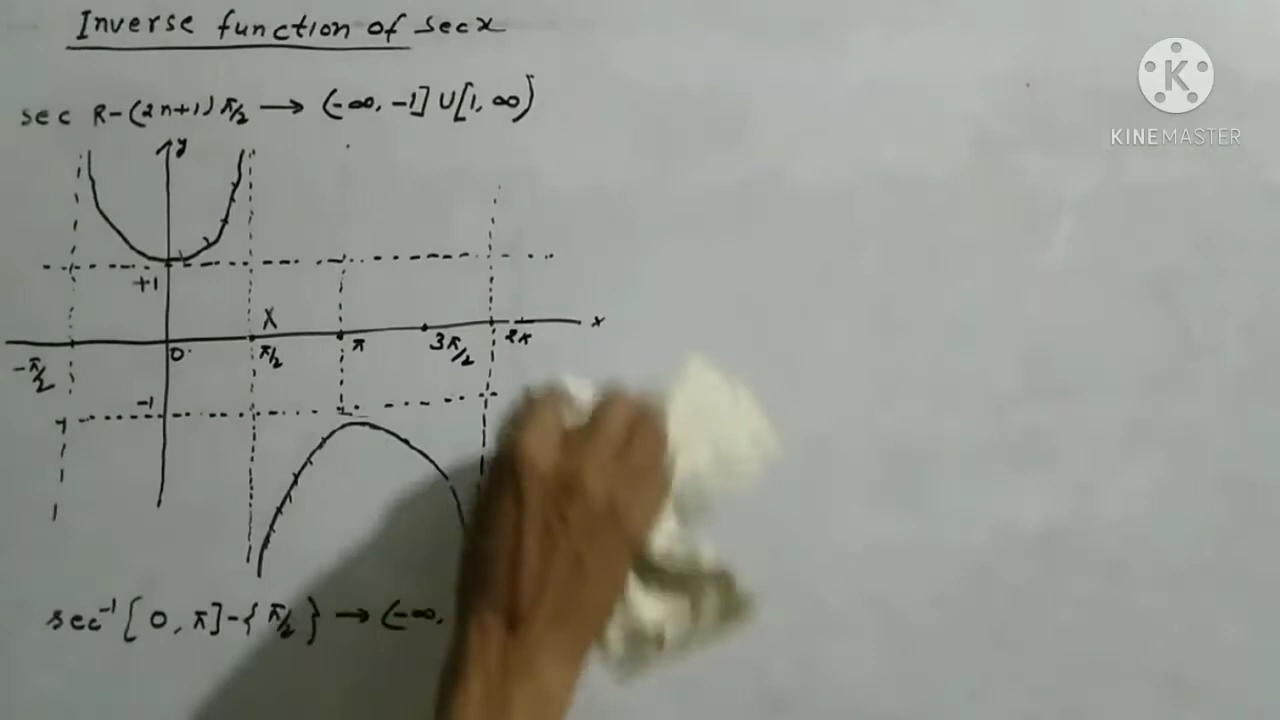 Inverse function of secx
sec R-(2n+1)π/2 → (-∞, -1] U[1, ∞)
KINEMASTER
K
y
+1
X
x
-π/2
0
π/2
π
3π/2
2π
-1
sec⁻¹[0, π]-{π/2} → (-∞,